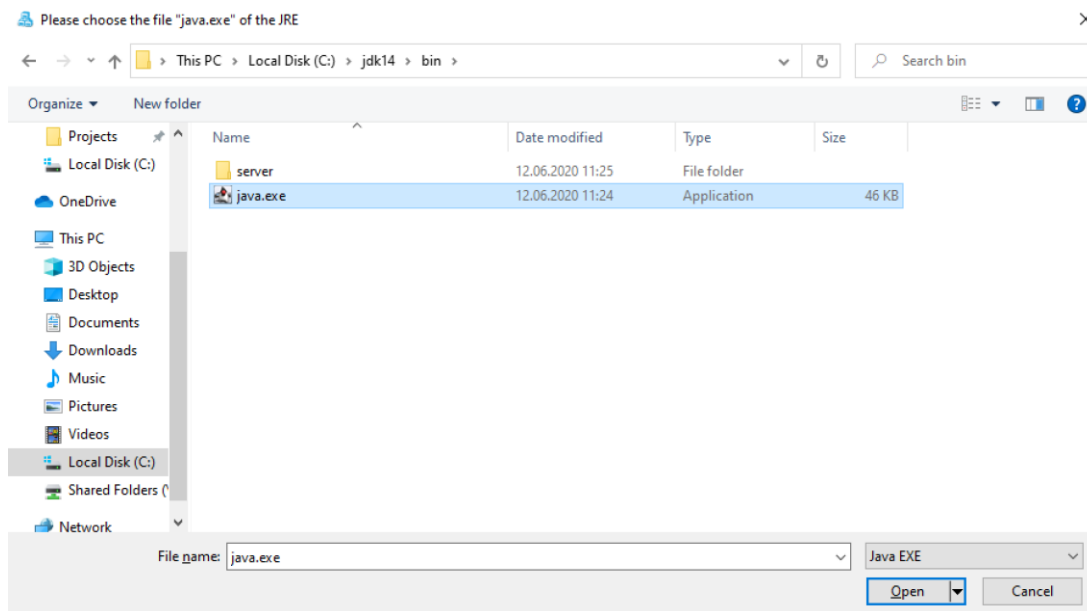 Please choose the file "java.exe" of the JRE
This PC > Local Disk (C:) > jdk14 > bin >
Search bin
Organize
New folder
Name
Date modified
Type
Size
server
12.06.2020 11:25
File folder
java.exe
12.06.2020 11:24
Application
46 KB
Projects
Local Disk (C:)
OneDrive
This PC
3D Objects
Desktop
Documents
Downloads
Music
Pictures
Videos
Local Disk (C:)
Shared Folders (
Network
File name: java.exe
Java EXE
Open
Cancel